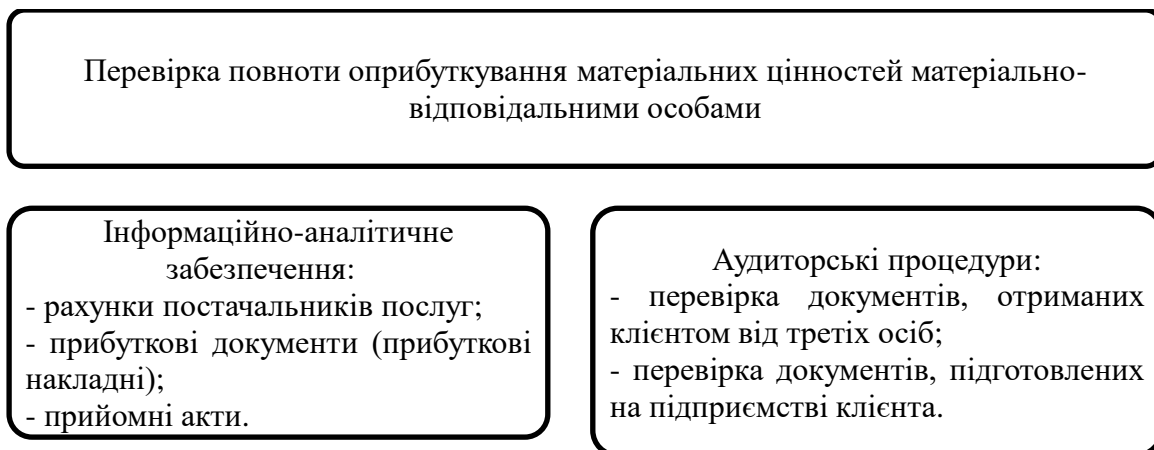 Перевірка повноти оприбуткування матеріальних цінностей матеріально-
відповідальними особами
Інформаційно-аналітичне
забезпечення:
- рахунки постачальників послуг;
- прибуткові документи (прибуткові
накладні);
- прийомні акти.
Аудиторські процедури:
- перевірка документів, отриманих
клієнтом від третіх осіб;
- перевірка документів, підготовлених
на підприємстві клієнта.